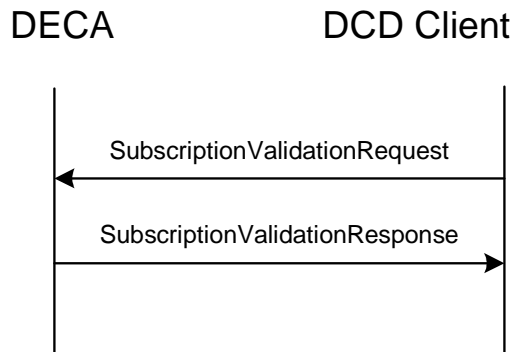 DECA DCD Client
SubscriptionValidationRequest
SubscriptionValidationResponse